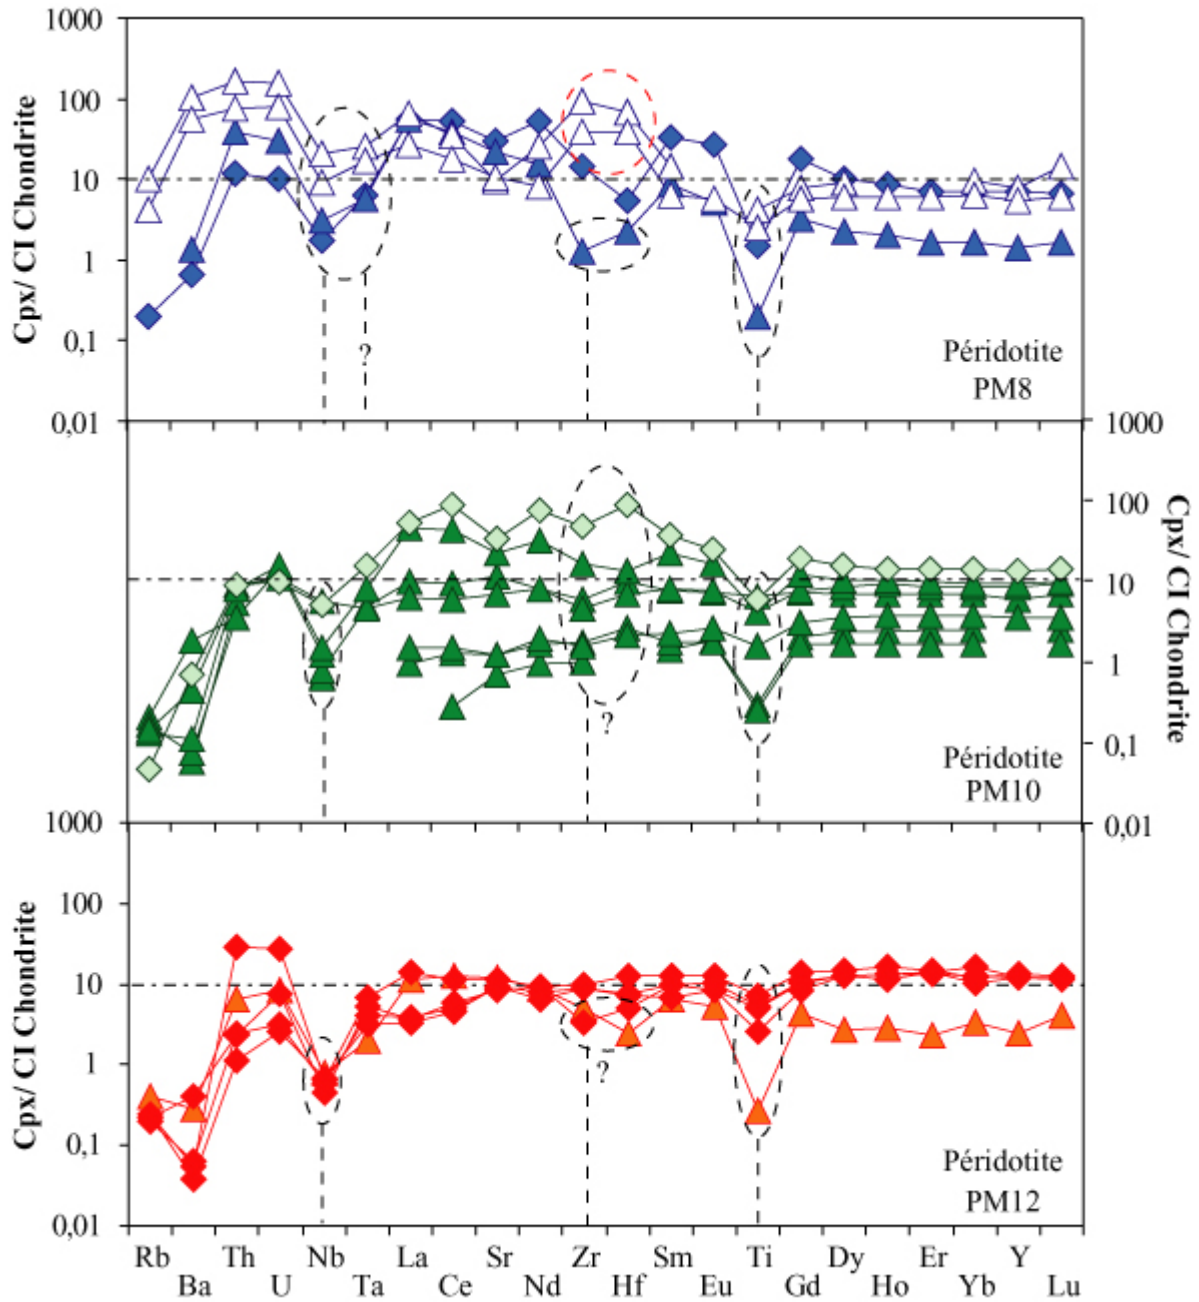 1000
100
10
1
0,1
0,01
Cpx/ CI Chondrite
?
Péridotite
PM8
1000
100
10
1
0,1
0,01
Cpx/ CI Chondrite
?
Péridotite
PM10
1000
100
10
1
0,1
0,01
Cpx/ CI Chondrite
?
Péridotite
PM12
Rb Th Nb La Sr Zr Sm Ti Dy Er Y
Ba U Ta Ce Nd Hf Eu Gd Ho Yb Lu